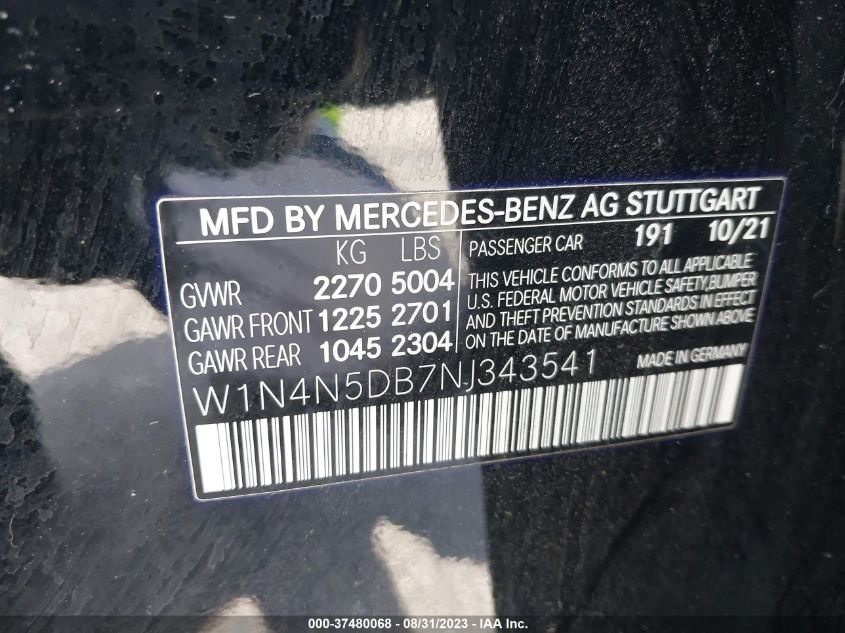 MFD BY MERCEDES-BENZ AG STUTTGART
KG LBS
GVWR 2270 5004
GAWR FRONT 1225 2701
GAWR REAR 1045 2304
PASSENGER CAR 191 10/21
THIS VEHICLE CONFORMS TO ALL APPLICABLE
U.S. FEDERAL MOTOR VEHICLE SAFETY,BUMPER
AND THEFT PREVENTION STANDARDS IN EFFECT
ON THE DATE OF MANUFACTURE SHOWN ABOVE
W1N4N5DB7NJ343541
MADE IN GERMANY
000-37480068 - 08/31/2023 - IAA Inc.